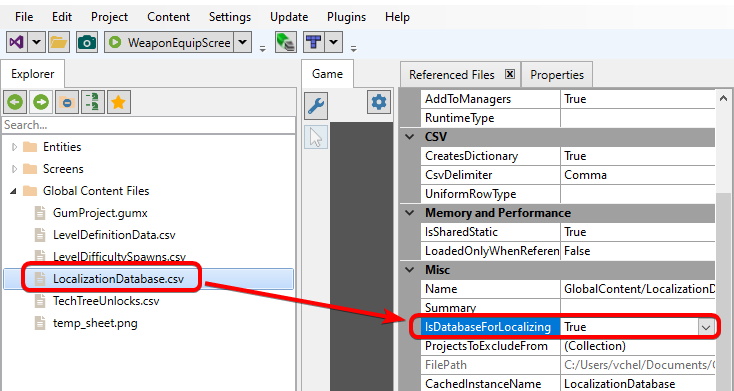 File Edit Project Content Settings Update Plugins Help
WeaponEquipScree
Explorer
Search...
Entities
Screens
Global Content Files
GumProject.gumx
LevelDefinitionData.csv
LevelDifficultySpawns.csv
LocalizationDatabase.csv
TechTreeUnlocks.csv
temp_sheet.png
Game
Referenced Files Properties
AddToManagers True
RuntimeType
CSV
CreatesDictionary True
CsvDelimiter Comma
UniformRowType
Memory and Performance
IsSharedStatic True
LoadedOnlyWhenReferen False
Misc
Name GlobalContent/LocalizationD
Summary
IsDatabaseForLocalizing True
ProjectsToExcludeFrom (Collection)
FilePath C:/Users/vchel/Documents/
CachedInstanceName LocalizationDatabase